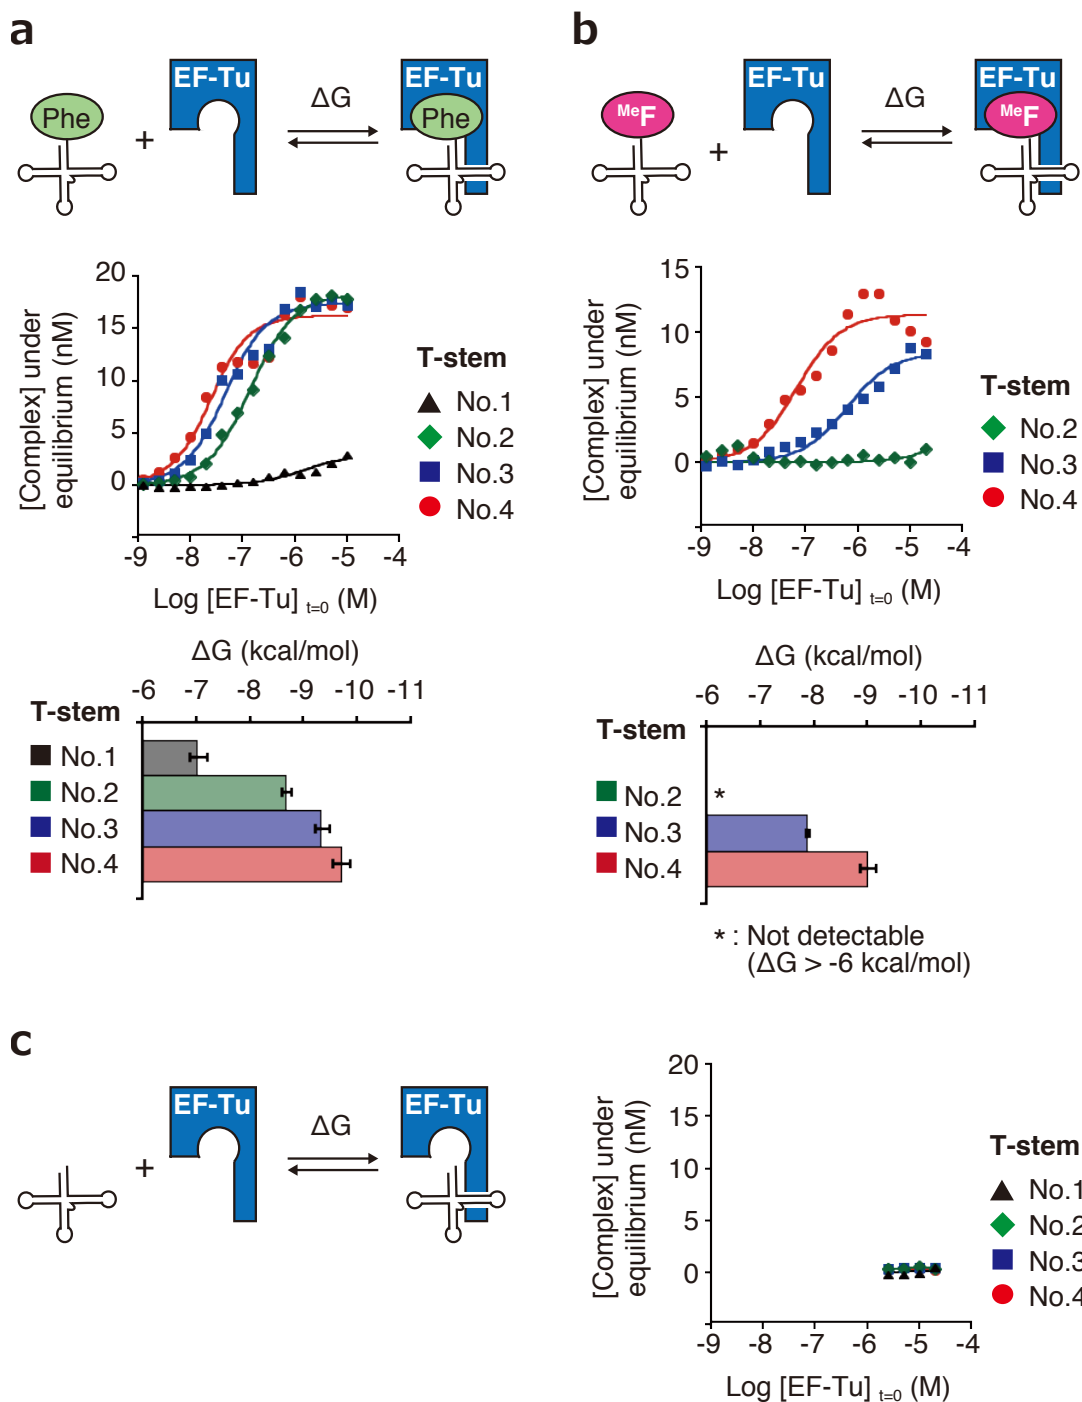 a
EF-Tu
Phe
+
ΔG
EF-Tu
Phe
20
15
10
5
0
[Complex] under
equilibrium (nM)
-9 -8 -7 -6 -5 -4
Log [EF-Tu] t=0 (M)
T-stem
No.1
No.2
No.3
No.4
ΔG (kcal/mol)
-6 -7 -8 -9 -10 -11
T-stem
No.1
No.2
No.3
No.4
b
EF-Tu
MeF
+
ΔG
EF-Tu
MeF
15
10
5
0
[Complex] under
equilibrium (nM)
-9 -8 -7 -6 -5 -4
Log [EF-Tu] t=0 (M)
T-stem
No.2
No.3
No.4
ΔG (kcal/mol)
-6 -7 -8 -9 -10 -11
T-stem
No.2
*
No.3
No.4
* : Not detectable
(ΔG > -6 kcal/mol)
c
EF-Tu
+
ΔG
EF-Tu
20
15
10
5
0
[Complex] under
equilibrium (nM)
-9 -8 -7 -6 -5 -4
Log [EF-Tu] t=0 (M)
T-stem
No.1
No.2
No.3
No.4